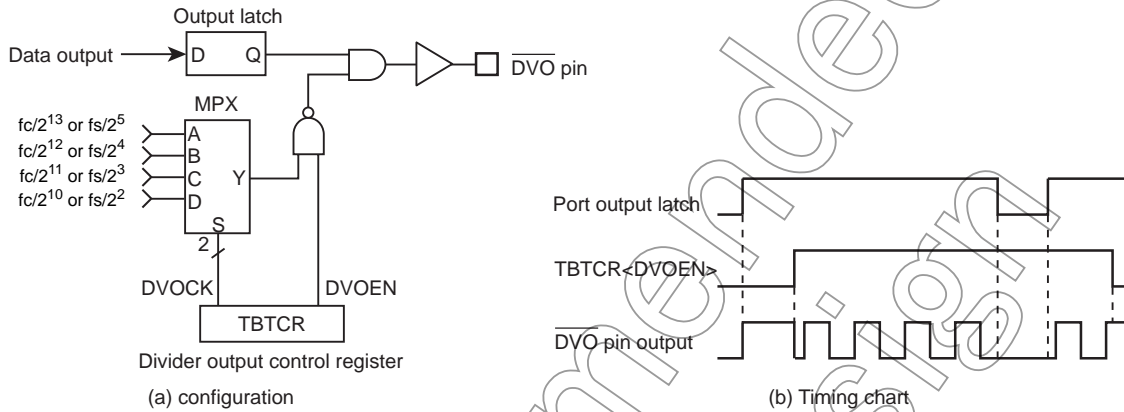 Output latch
Data output
D Q
DVO pin
MPX
fc/2^13 or fs/2^5
A
fc/2^12 or fs/2^4
B
fc/2^11 or fs/2^3
C
Y
fc/2^10 or fs/2^2
D
S
2
DVOCK
DVOEN
TBTCR
Divider output control register
(a) configuration
Port output latch
TBTCR<DVOEN>
DVO pin output
(b) Timing chart
mended
sign